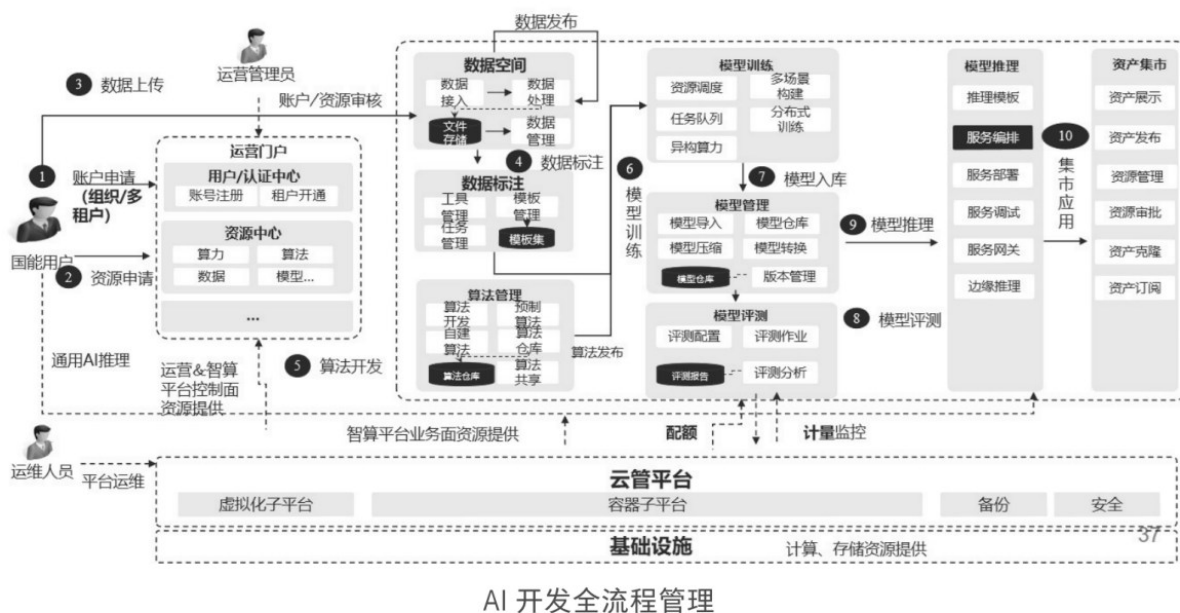 数据发布
运营管理员
3 数据上传
账户/资源审核
1
账户申请
(组织/多
租户)
国能用户
2 资源申请
运营门户
用户/认证中心
账号注册
租户开通
资源中心
算力
算法
数据
模型...
...
数据空间
数据
接入
数据
处理
文件
存储
数据
管理
4 数据标注
数据标注
工具
管理
模板
管理
任务
管理
模板集
算法管理
算法
开发
预制
算法
自建
算法
算法
仓库
算法仓库
算法
共享
算法发布
5 算法开发
6
模型训练
模型训练
资源调度
多场景
构建
任务队列
分布式
训练
异构算力
7 模型入库
模型管理
模型导入
模型仓库
模型压缩
模型转换
模型仓库
版本管理
模型评测
评测配置
评测作业
评测报告
评测分析
8 模型评测
9 模型推理
模型推理
推理模板
服务编排
服务部署
服务调试
服务网关
边缘推理
10
集市应用
资产集市
资产展示
资产发布
资源管理
资源审批
资产克隆
资产订阅
通用AI推理
运营&智算
平台控制面
资源提供
智算平台业务面资源提供
配额
计量监控
运维人员
平台运维
云管平台
虚拟化子平台
容器子平台
备份
安全
基础设施
计算、存储资源提供
37
AI 开发全流程管理